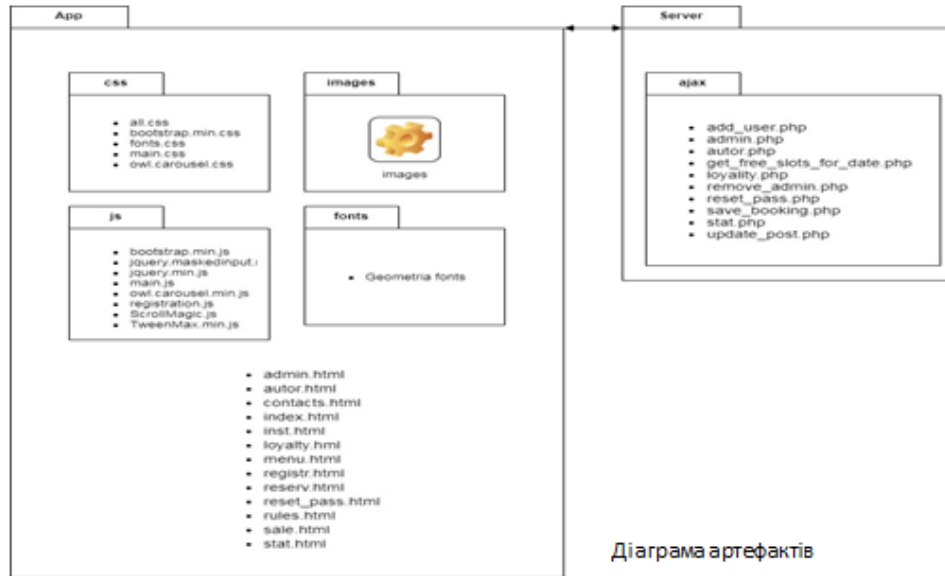 App
css
all.css
bootstrap.min.css
fonts.css
main.css
owl.carousel.css
images
images
js
bootstrap.min.js
jquery.maskedinput.
jquery.min.js
main.js
owl.carousel.min.js
registration.js
ScrollMagic.js
TweenMax.min.js
fonts
Geometria fonts
admin.html
autor.html
contacts.html
index.html
inst.html
loyalty.hml
menu.html
registr.html
reserv.html
reset_pass.html
rules.html
sale.html
stat.html
Server
ajax
add_user.php
admin.php
autor.php
get_free_slots_for_date.php
loyality.php
remove_admin.php
reset_pass.php
save_booking.php
stat.php
update_post.php
Діаграма артефактів